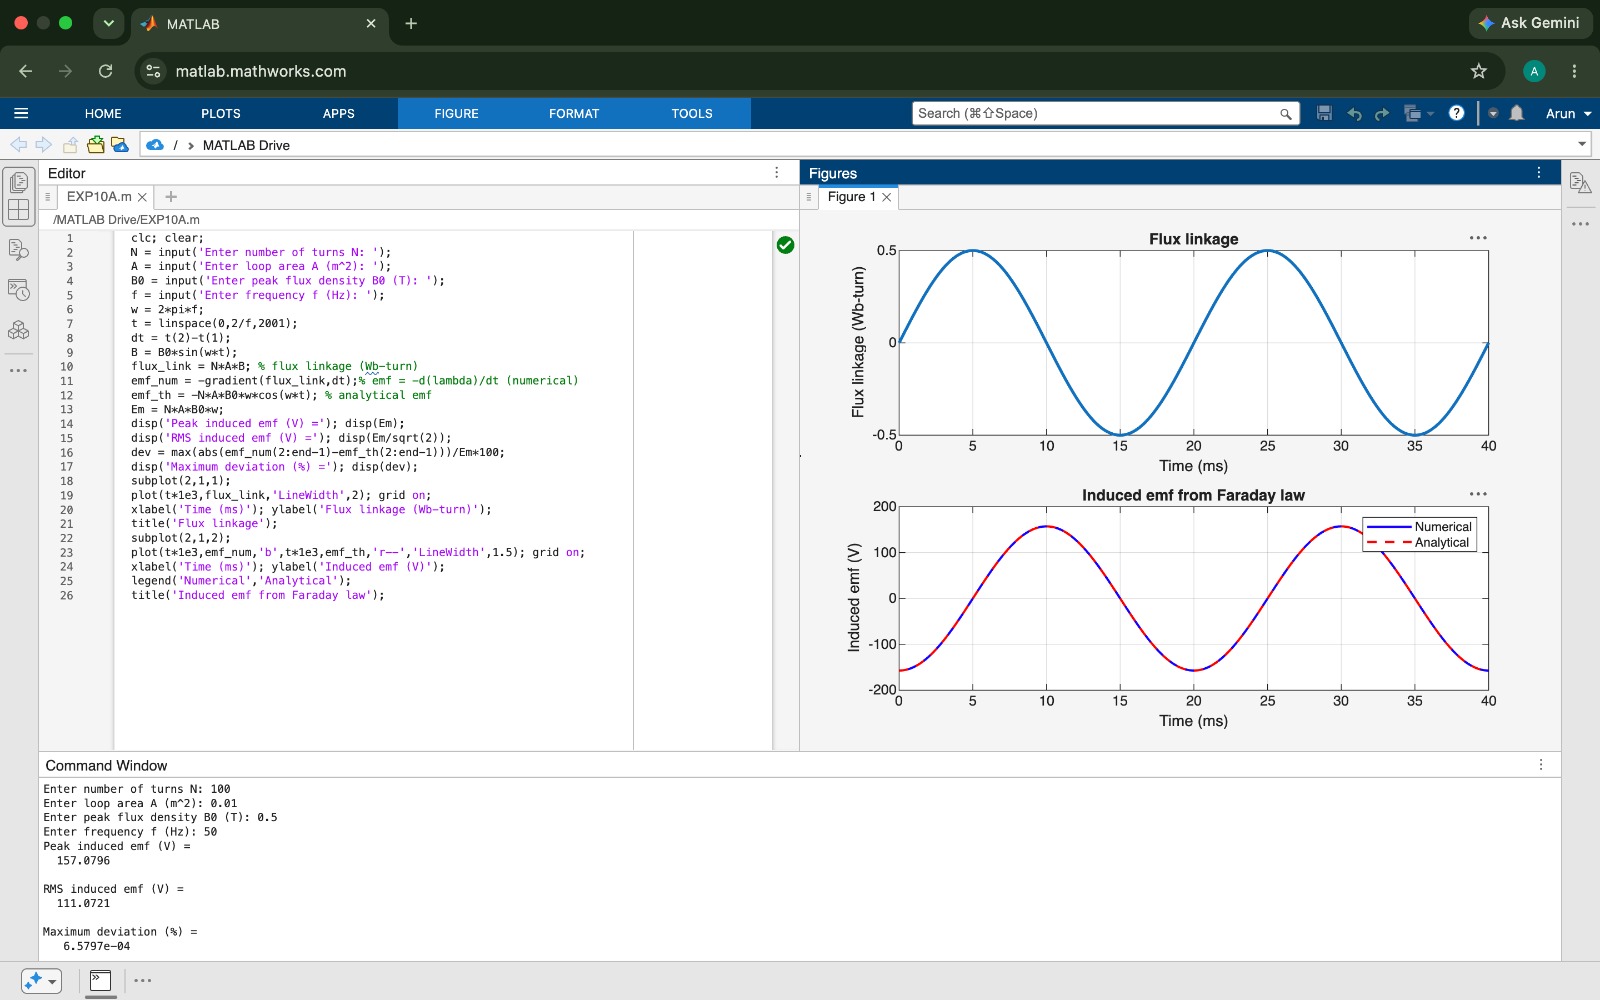 MATLAB
Ask Gemini
matlab.mathworks.com
A
HOME
PLOTS
APPS
FIGURE
FORMAT
TOOLS
Search (⌘⇧Space)
Arun
/ › MATLAB Drive
Editor
EXP10A.m
/MATLAB Drive/EXP10A.m
1 clc; clear;
2 N = input('Enter number of turns N: ');
3 A = input('Enter loop area A (m^2): ');
4 B0 = input('Enter peak flux density B0 (T): ');
5 f = input('Enter frequency f (Hz): ');
6 w = 2*pi*f;
7 t = linspace(0,2/f,2001);
8 dt = t(2)-t(1);
9 B = B0*sin(w*t);
10 flux_link = N*A*B; % flux linkage (Wb-turn)
11 emf_num = -gradient(flux_link,dt);% emf = -d(lambda)/dt (numerical)
12 emf_th = -N*A*B0*w*cos(w*t); % analytical emf
13 Em = N*A*B0*w;
14 disp('Peak induced emf (V) ='); disp(Em);
15 disp('RMS induced emf (V) ='); disp(Em/sqrt(2));
16 dev = max(abs(emf_num(2:end-1)-emf_th(2:end-1)))/Em*100;
17 disp('Maximum deviation (%) ='); disp(dev);
18 subplot(2,1,1);
19 plot(t*1e3,flux_link,'LineWidth',2); grid on;
20 xlabel('Time (ms)'); ylabel('Flux linkage (Wb-turn)');
21 title('Flux linkage');
22 subplot(2,1,2);
23 plot(t*1e3,emf_num,'b',t*1e3,emf_th,'r--','LineWidth',1.5); grid on;
24 xlabel('Time (ms)'); ylabel('Induced emf (V)');
25 legend('Numerical','Analytical');
26 title('Induced emf from Faraday law');
Figures
Figure 1
Flux linkage
Flux linkage (Wb-turn)
0.5
0
-0.5
0 5 10 15 20 25 30 35 40
Time (ms)
Induced emf from Faraday law
Induced emf (V)
200
100
0
-100
-200
Numerical
Analytical
0 5 10 15 20 25 30 35 40
Time (ms)
Command Window
Enter number of turns N: 100
Enter loop area A (m^2): 0.01
Enter peak flux density B0 (T): 0.5
Enter frequency f (Hz): 50
Peak induced emf (V) =
157.0796
RMS induced emf (V) =
111.0721
Maximum deviation (%) =
6.5797e-04